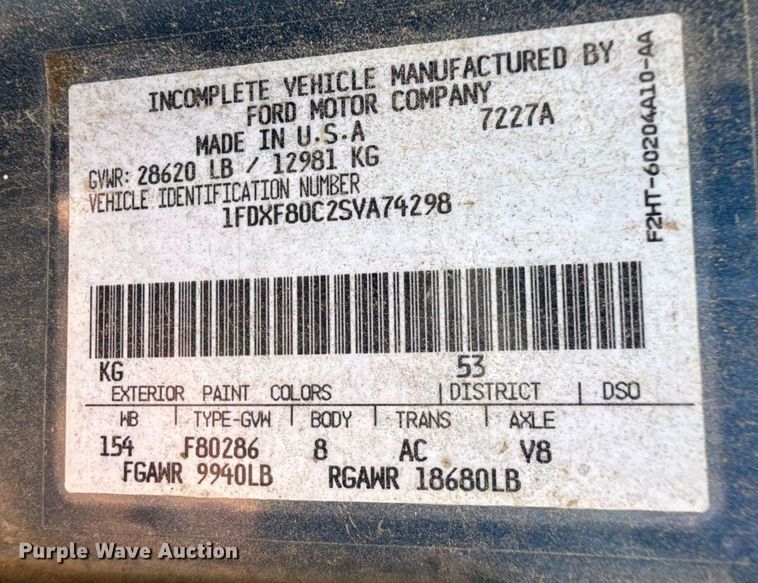 INCOMPLETE VEHICLE MANUFACTURED BY
FORD MOTOR COMPANY
MADE IN U.S.A 7227A
GVWR: 28620 LB / 12981 KG
VEHICLE IDENTIFICATION NUMBER
1FDXF80C2SVA74298
F2HT-60204A10-AA
KG 53
EXTERIOR PAINT COLORS DISTRICT DSO
WB TYPE-GVW BODY TRANS AXLE
154 F80286 8 AC V8
FGAWR 9940LB RGAWR 18680LB
Purple Wave Auction